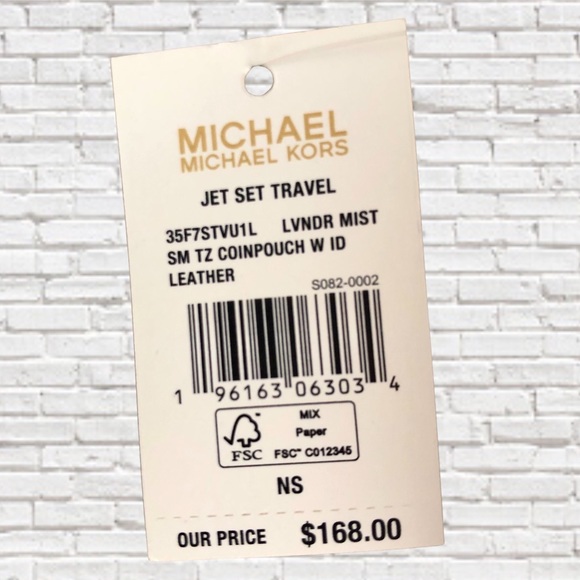 MICHAEL
MICHAEL KORS
JET SET TRAVEL
35F7STVU1L LVNDR MIST
SM TZ COINPOUCH W ID
LEATHER
S082-0002
1 96163 06303 4
FSC™
MIX
Paper
FSC™ C012345
NS
OUR PRICE $168.00